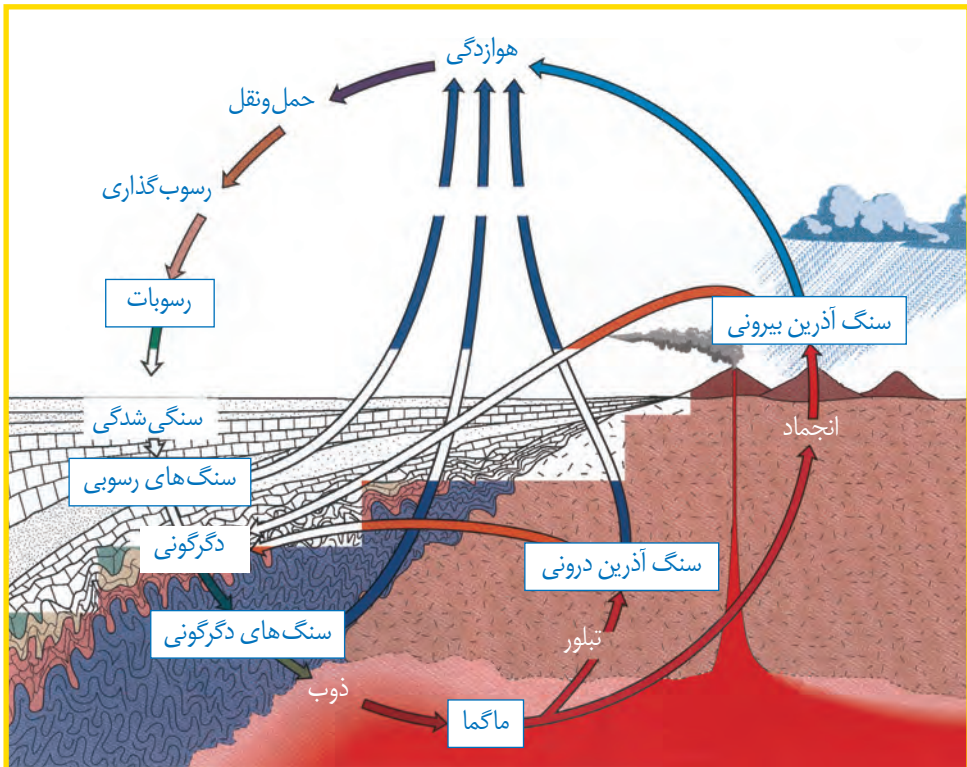 هوازدگی
حمل‌ونقل
رسوب‌گذاری
رسوبات
سنگ آذرین بیرونی
سنگی‌شدگی
انجماد
سنگ‌های رسوبی
دگرگونی
سنگ آذرین درونی
سنگ‌های دگرگونی
تبلور
ذوب
ماگما